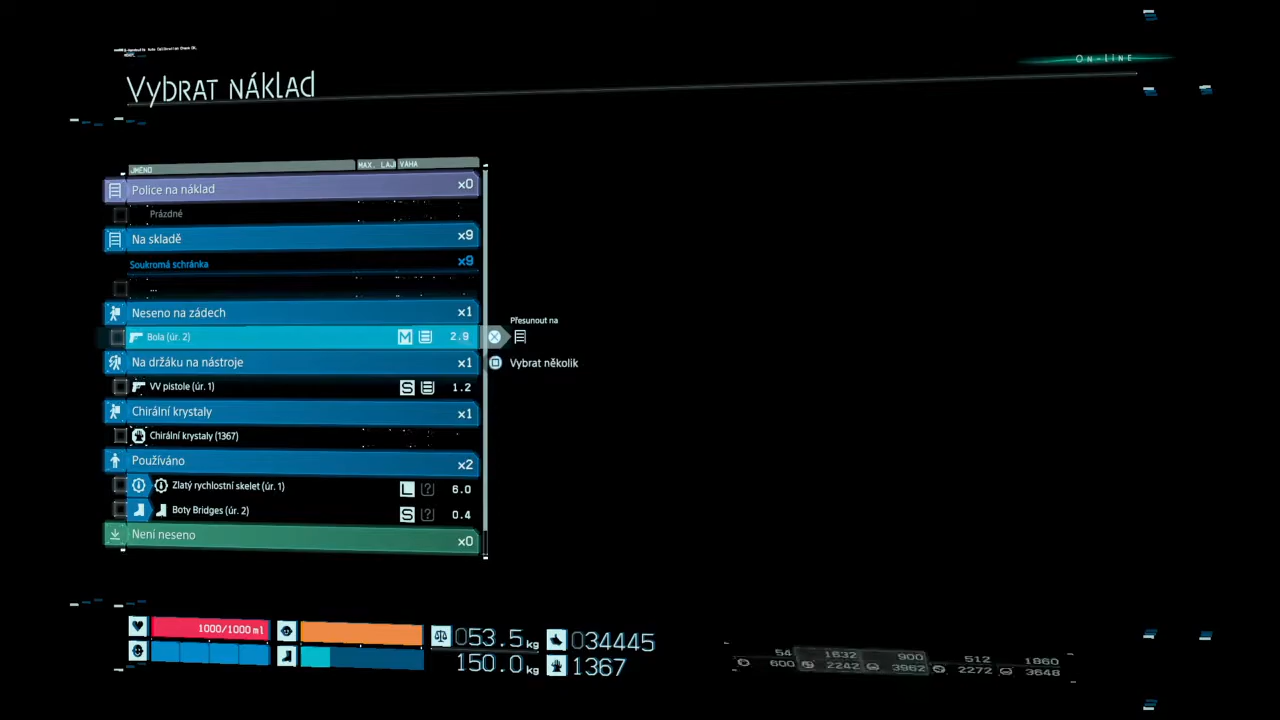 Vybrat náklad
On-line
JMÉNO MAX. LAJ VÁHA
Police na náklad x0
Prázdné
Na skladě x9
Soukromá schránka x9
...
Neseno na zádech x1
Přesunout na
Bola (úr. 2) M 2.9
Na držáku na nástroje x1
Vybrat několik
VV pistole (úr. 1) S 1.2
Chirální krystaly x1
Chirální krystaly (1367)
Používáno x2
Zlatý rychlostní skelet (úr. 1) L 6.0
Boty Bridges (úr. 2) S 0.4
Není neseno x0
1000/1000 ml
053.5 kg 034445
150.0 kg 1367
54 1632 900 512 1860
600 2242 3962 2272 3648